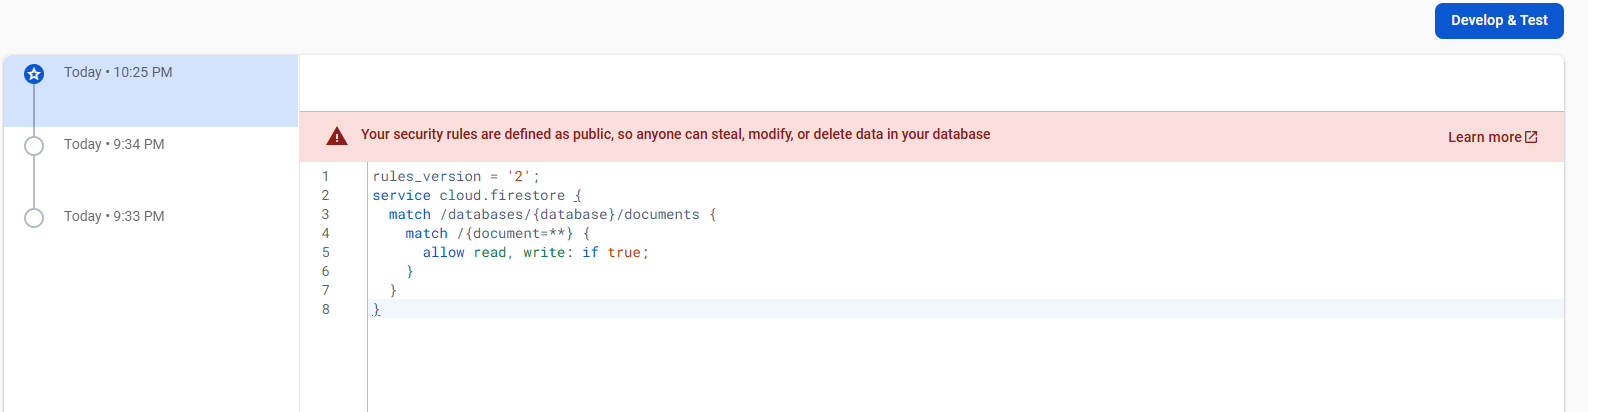 Develop & Test
Today • 10:25 PM
Today • 9:34 PM
Today • 9:33 PM
Your security rules are defined as public, so anyone can steal, modify, or delete data in your database
Learn more
1 rules_version = '2';
2 service cloud.firestore {
3   match /databases/{database}/documents {
4     match /{document=**} {
5       allow read, write: if true;
6     }
7   }
8 }